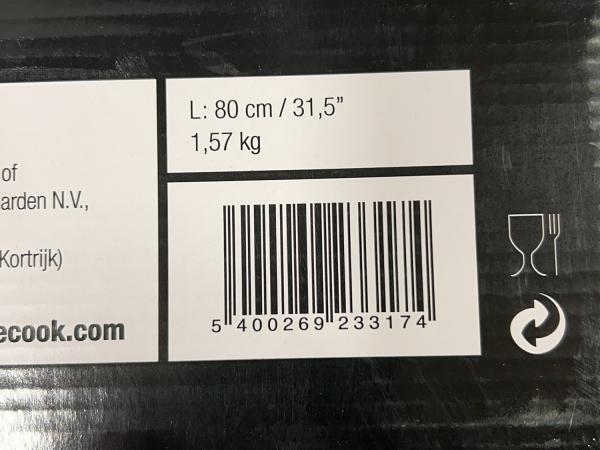 of
arden N.V.,
Kortrijk)
ecook.com
L: 80 cm / 31,5”
1,57 kg
5 400269 233174